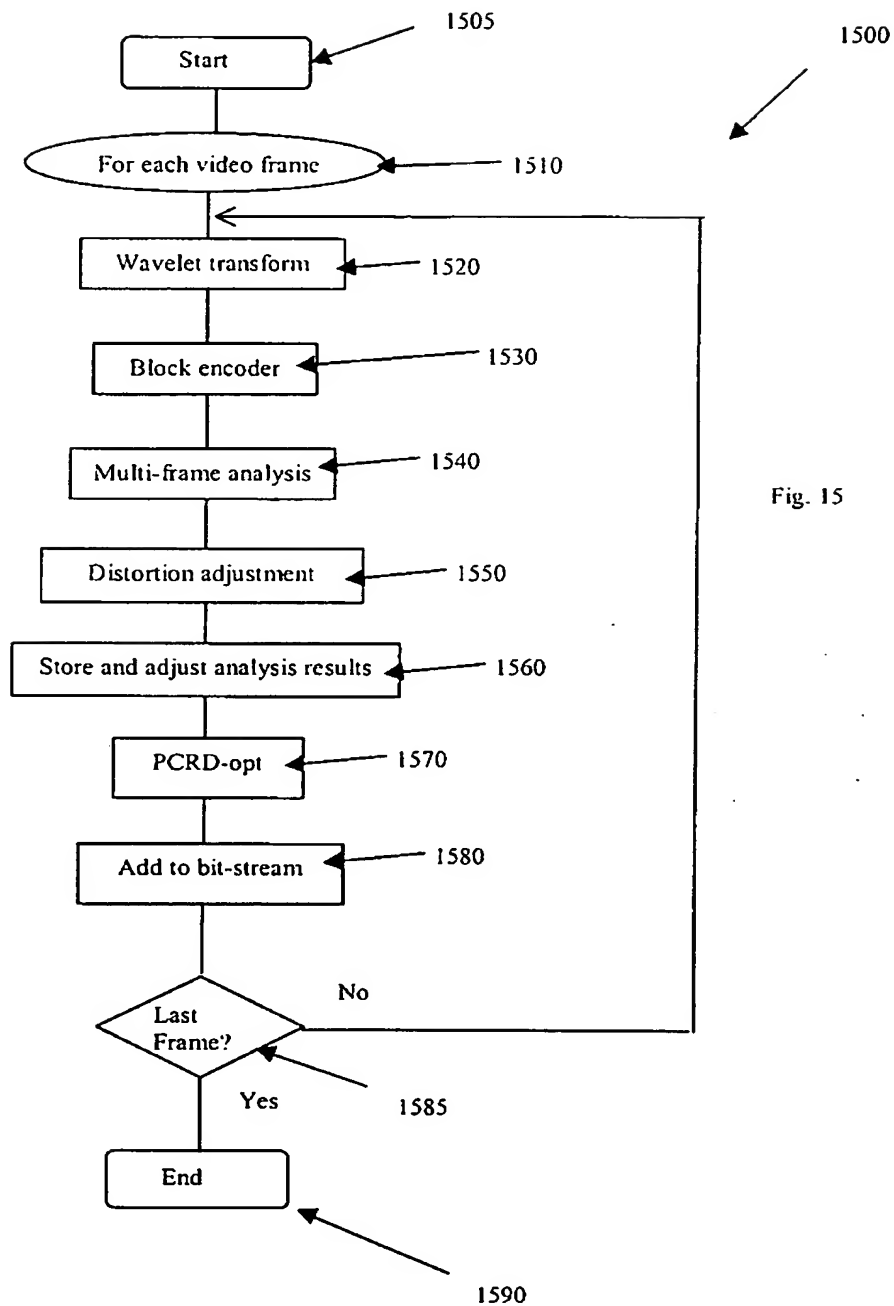 1505
1500
Start
For each video frame
1510
Wavelet transform
1520
Block encoder
1530
Multi-frame analysis
1540
Fig. 15
Distortion adjustment
1550
Store and adjust analysis results
1560
PCRD-opt
1570
Add to bit-stream
1580
No
Last
Frame?
Yes
1585
End
1590